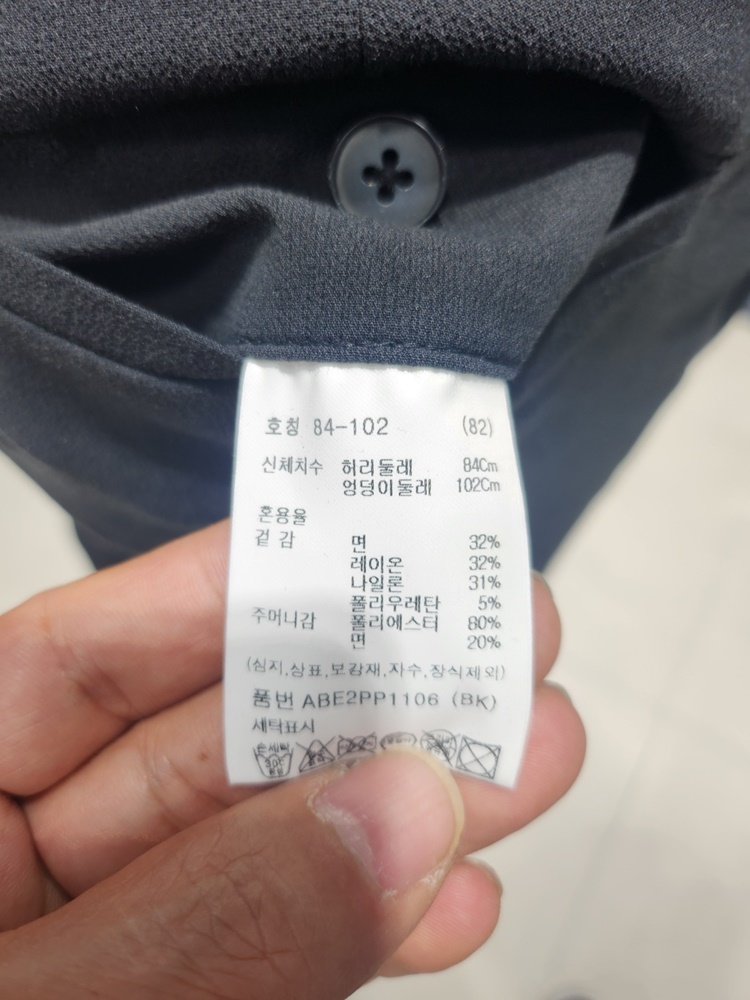 호칭 84-102 (82)
신체치수 허리둘레 84Cm
엉덩이둘레 102Cm
혼용율
겉감 면 32%
레이온 32%
나일론 31%
폴리우레탄 5%
주머니감 폴리에스터 80%
면 20%
(심지,상표,보강재,자수,장식제외)
품번 ABE2PP1106 (BK)
세탁표시
손세탁